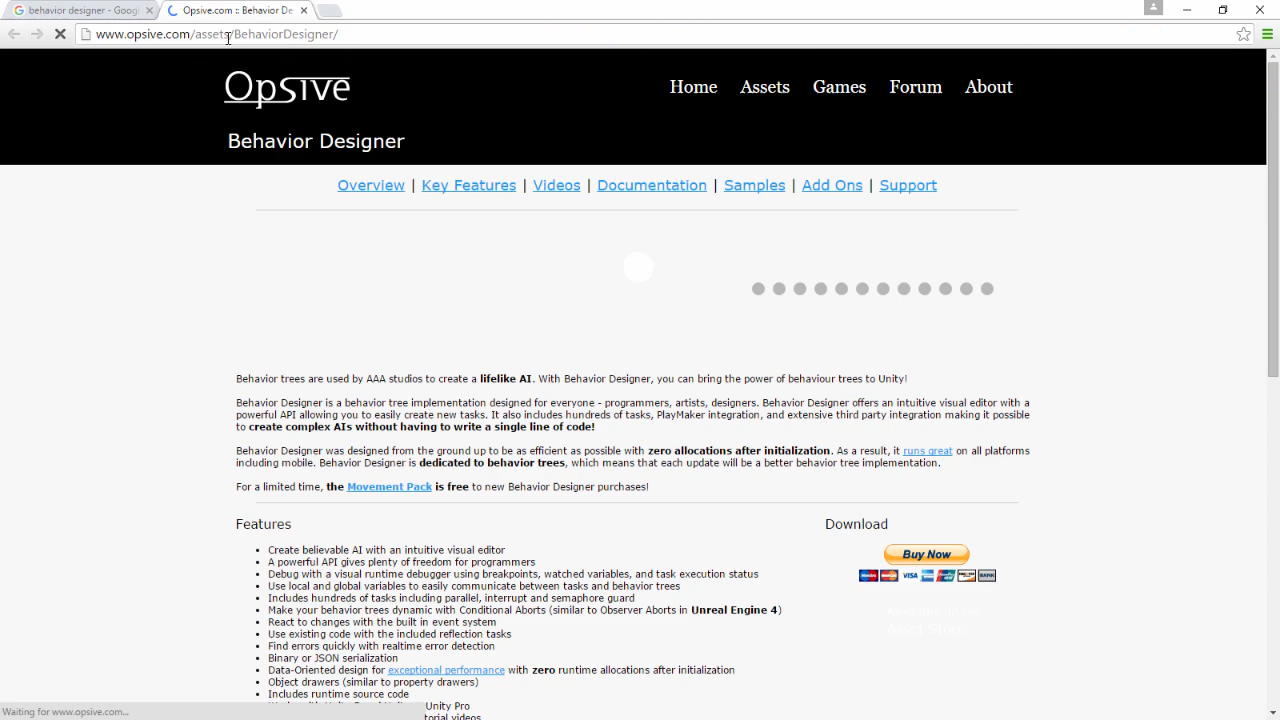 behavior designer - Goog
Opsive.com :: Behavior De
www.opsive.com/assets/BehaviorDesigner/
Opsive
Home Assets Games Forum About
Behavior Designer
Overview | Key Features | Videos | Documentation | Samples | Add Ons | Support
Behavior trees are used by AAA studios to create a lifelike AI. With Behavior Designer, you can bring the power of behaviour trees to Unity!
Behavior Designer is a behavior tree implementation designed for everyone - programmers, artists, designers. Behavior Designer offers an intuitive visual editor with a
powerful API allowing you to easily create new tasks. It also includes hundreds of tasks, PlayMaker integration, and extensive third party integration making it possible
to create complex AIs without having to write a single line of code!
Behavior Designer was designed from the ground up to be as efficient as possible with zero allocations after initialization. As a result, it runs great on all platforms
including mobile. Behavior Designer is dedicated to behavior trees, which means that each update will be a better behavior tree implementation.
For a limited time, the Movement Pack is free to new Behavior Designer purchases!
Features
Download
• Create believable AI with an intuitive visual editor
• A powerful API gives plenty of freedom for programmers
• Debug with a visual runtime debugger using breakpoints, watched variables, and task execution status
• Use local and global variables to easily communicate between tasks and behavior trees
• Includes hundreds of tasks including parallel, interrupt and semaphore guard
• Make your behavior trees dynamic with Conditional Aborts (similar to Observer Aborts in Unreal Engine 4)
• React to changes with the built in event system
• Use existing code with the included reflection tasks
• Find errors quickly with realtime error detection
• Binary or JSON serialization
• Data-Oriented design for exceptional performance with zero runtime allocations after initialization
• Object drawers (similar to property drawers)
• Includes runtime source code
Unity Pro
torial videos
Buy Now
VISA
BANK
Asset Store
Waiting for www.opsive.com...